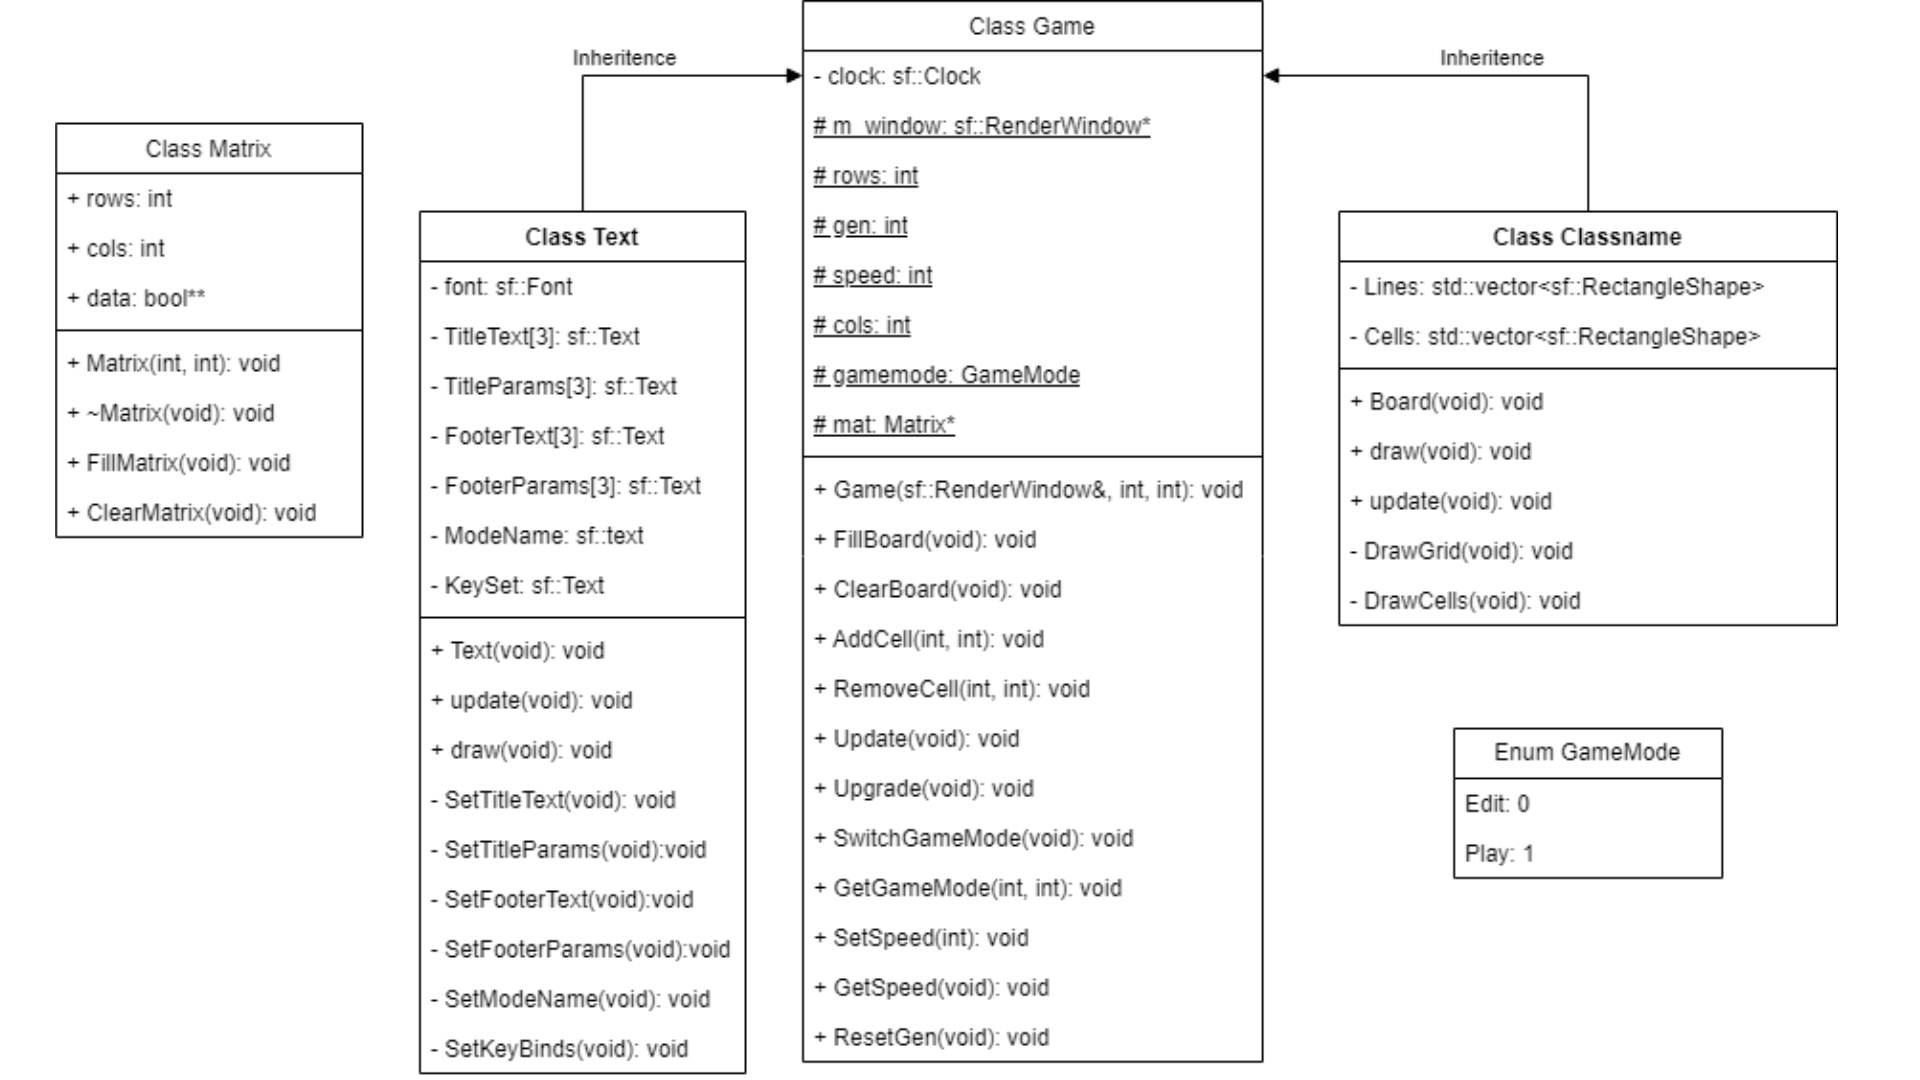 Class Matrix
+ rows: int
+ cols: int
+ data: bool**
+ Matrix(int, int): void
+ ~Matrix(void): void
+ FillMatrix(void): void
+ ClearMatrix(void): void
Inheritence
Class Text
- font: sf::Font
- TitleText[3]: sf::Text
- TitleParams[3]: sf::Text
- FooterText[3]: sf::Text
- FooterParams[3]: sf::Text
- ModeName: sf::text
- KeySet: sf::Text
+ Text(void): void
+ update(void): void
+ draw(void): void
- SetTitleText(void): void
- SetTitleParams(void):void
- SetFooterText(void):void
- SetFooterParams(void):void
- SetModeName(void): void
- SetKeyBinds(void): void
Class Game
- clock: sf::Clock
# m_window: sf::RenderWindow*
# rows: int
# gen: int
# speed: int
# cols: int
# gamemode: GameMode
# mat: Matrix*
+ Game(sf::RenderWindow&, int, int): void
+ FillBoard(void): void
+ ClearBoard(void): void
+ AddCell(int, int): void
+ RemoveCell(int, int): void
+ Update(void): void
+ Upgrade(void): void
+ SwitchGameMode(void): void
+ GetGameMode(int, int): void
+ SetSpeed(int): void
+ GetSpeed(void): void
+ ResetGen(void): void
Inheritence
Class Classname
- Lines: std::vector<sf::RectangleShape>
- Cells: std::vector<sf::RectangleShape>
+ Board(void): void
+ draw(void): void
+ update(void): void
- DrawGrid(void): void
- DrawCells(void): void
Enum GameMode
Edit: 0
Play: 1